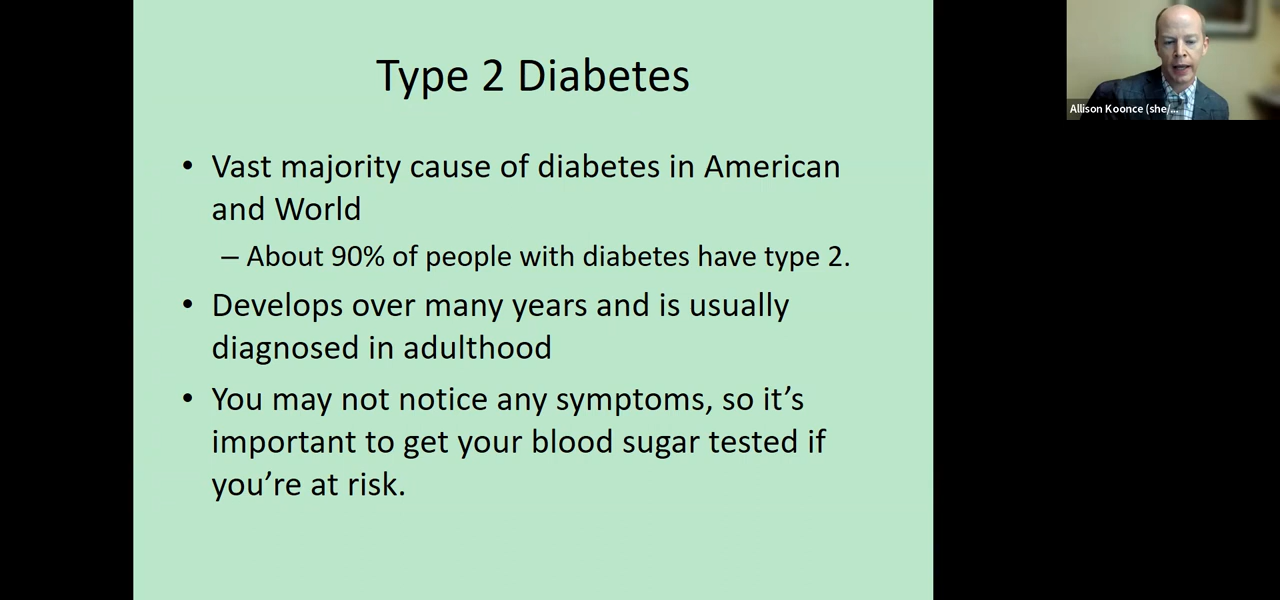 Type 2 Diabetes
• Vast majority cause of diabetes in American
and World
– About 90% of people with diabetes have type 2.
• Develops over many years and is usually
diagnosed in adulthood
• You may not notice any symptoms, so it’s
important to get your blood sugar tested if
you’re at risk.
Allison Koonce (she/...